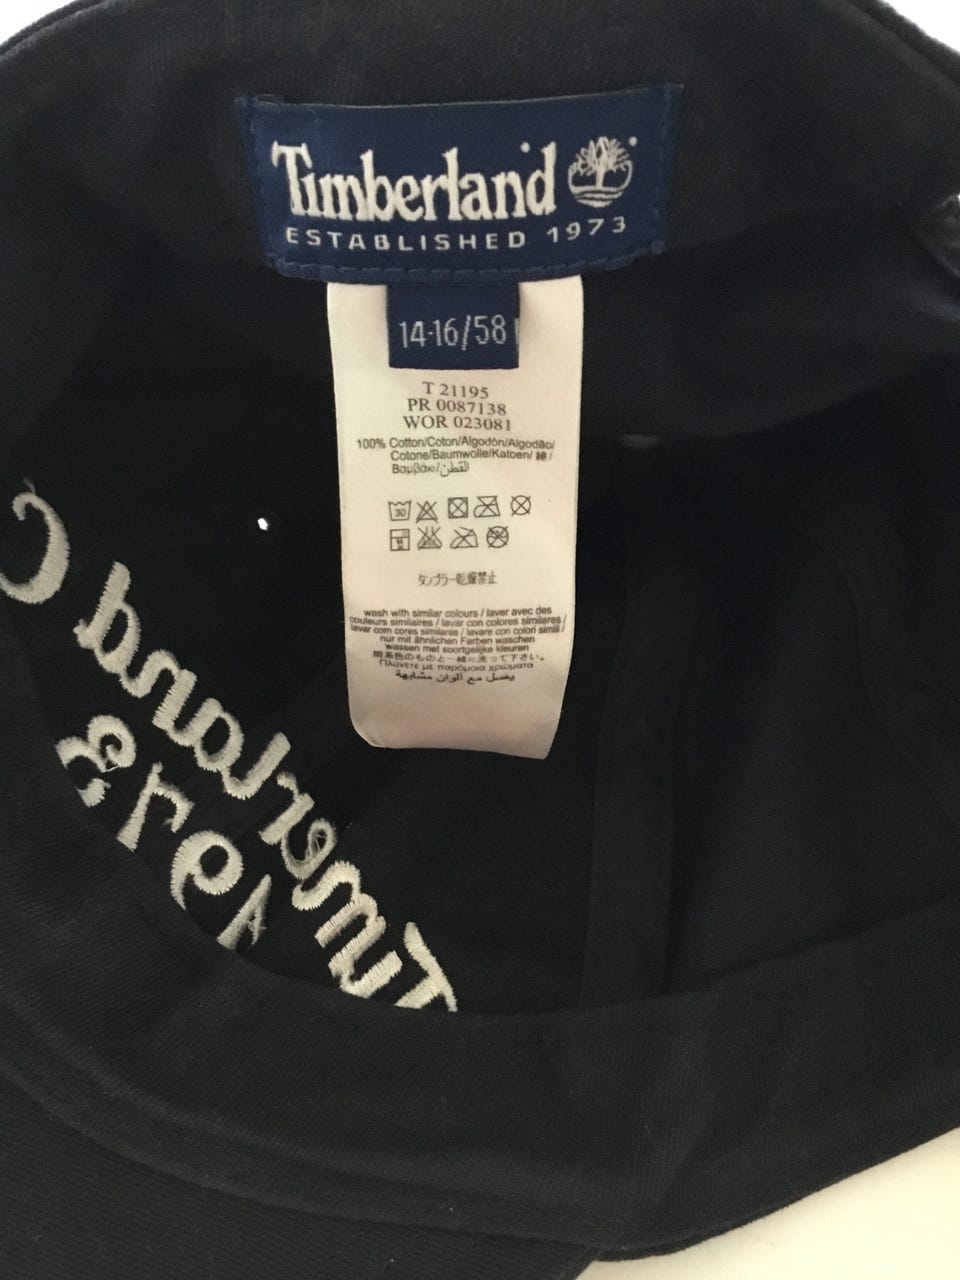 Timberland
ESTABLISHED 1973
14-16/58
T 21195
PR 0087138
WOR 023081
100% Cotton/Coton/Algodón/Algodão/
Cotone/Baumwolle/Katoen/ 綿 /
Βαμβάκι/القطن
30
タンブラー乾燥禁止
wash with similar colours / laver avec des
couleurs similaires / lavar con colores similares /
lavar com cores similares / lavare con colori simili /
nur mit ähnlichen Farben waschen
wassen met soortgelijke kleuren
同系色のものと一緒に洗って下さい。
Πλύνετε με παρόμοια χρώματα
يغسل مع ألوان مشابهة